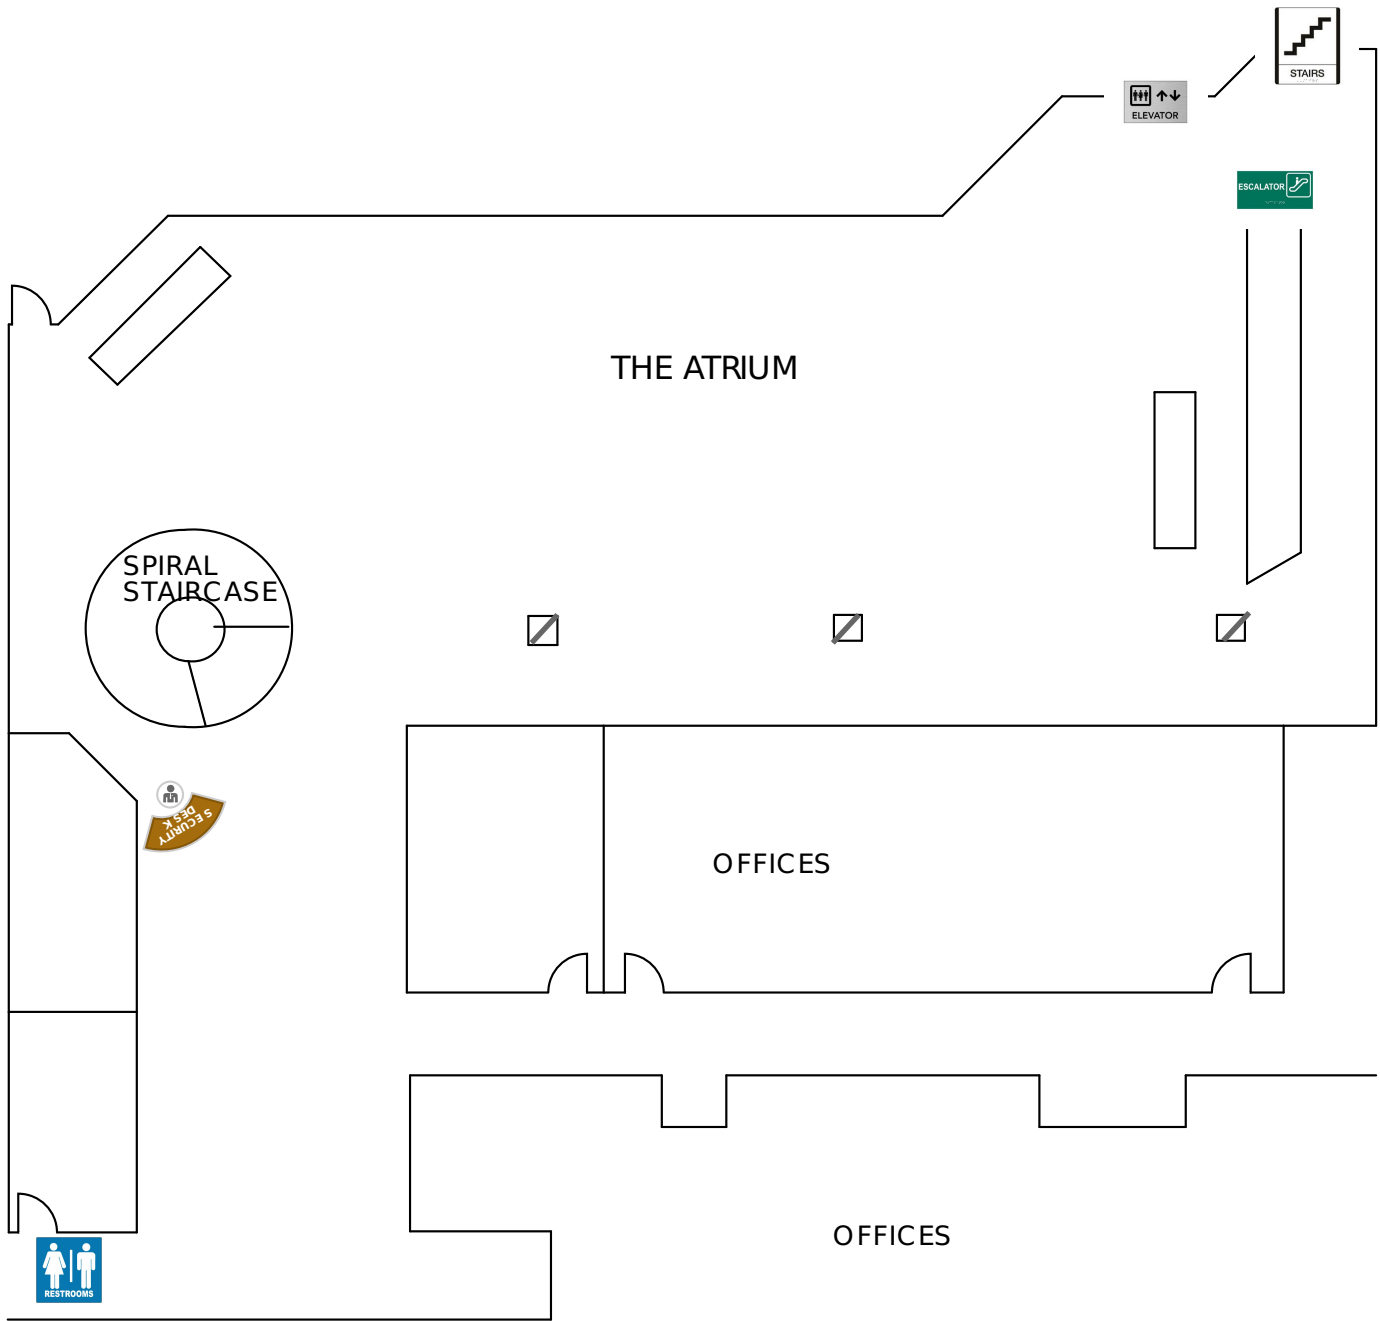 STAIRS
ELEVATOR
ESCALATOR
THE ATRIUM
SPIRAL
STAIRCASE
SECURITY
DESK
OFFICES
OFFICES
RESTROOMS